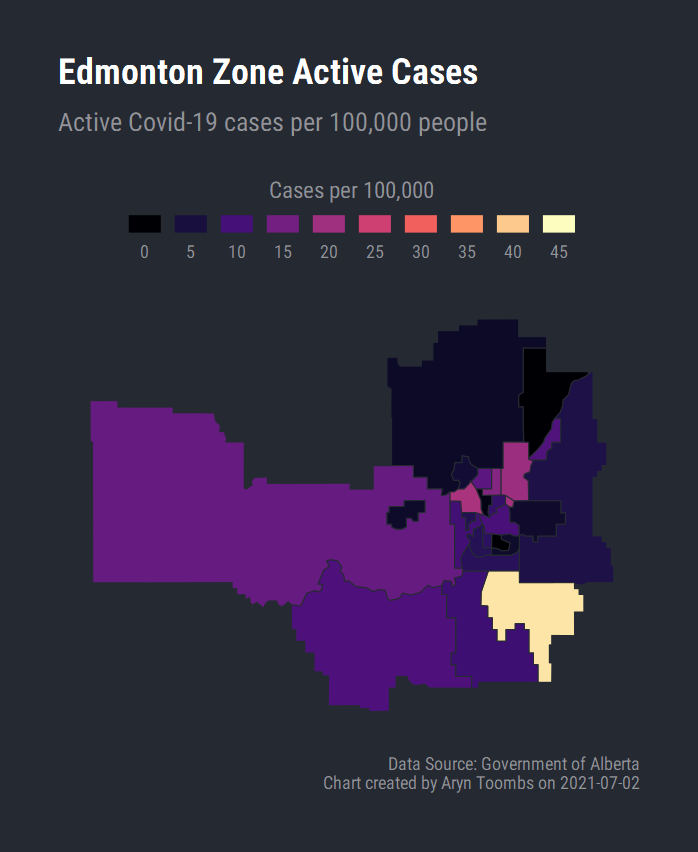 Edmonton Zone Active Cases
Active Covid-19 cases per 100,000 people
Cases per 100,000
0 5 10 15 20 25 30 35 40 45
Data Source: Government of Alberta
Chart created by Aryn Toombs on 2021-07-02